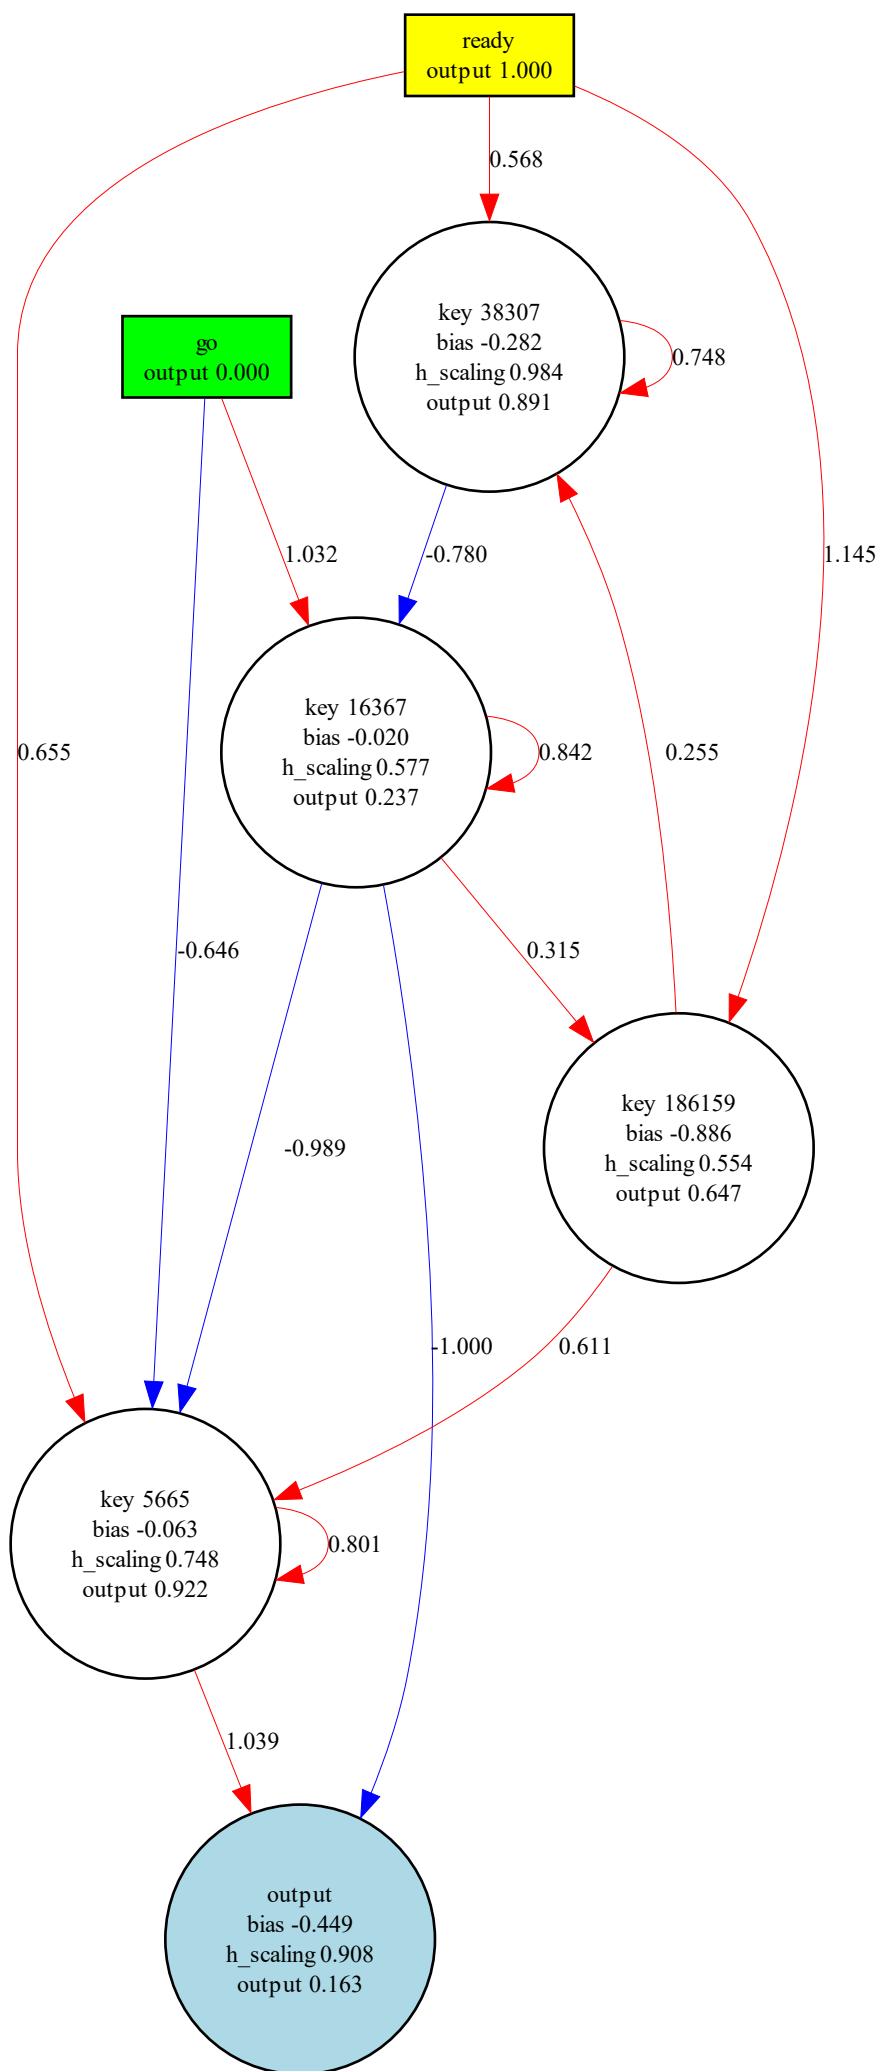 ready
output 1.000
0.568
go
output 0.000
key 38307
bias -0.282
h_scaling 0.984
output 0.891
0.748
1.032
-0.780
1.145
key 16367
bias -0.020
h_scaling 0.577
output 0.237
0.655
0.842
0.255
-0.646
0.315
key 186159
bias -0.886
h_scaling 0.554
output 0.647
-0.989
-1.000
0.611
key 5665
bias -0.063
h_scaling 0.748
output 0.922
0.801
1.039
output
bias -0.449
h_scaling 0.908
output 0.163